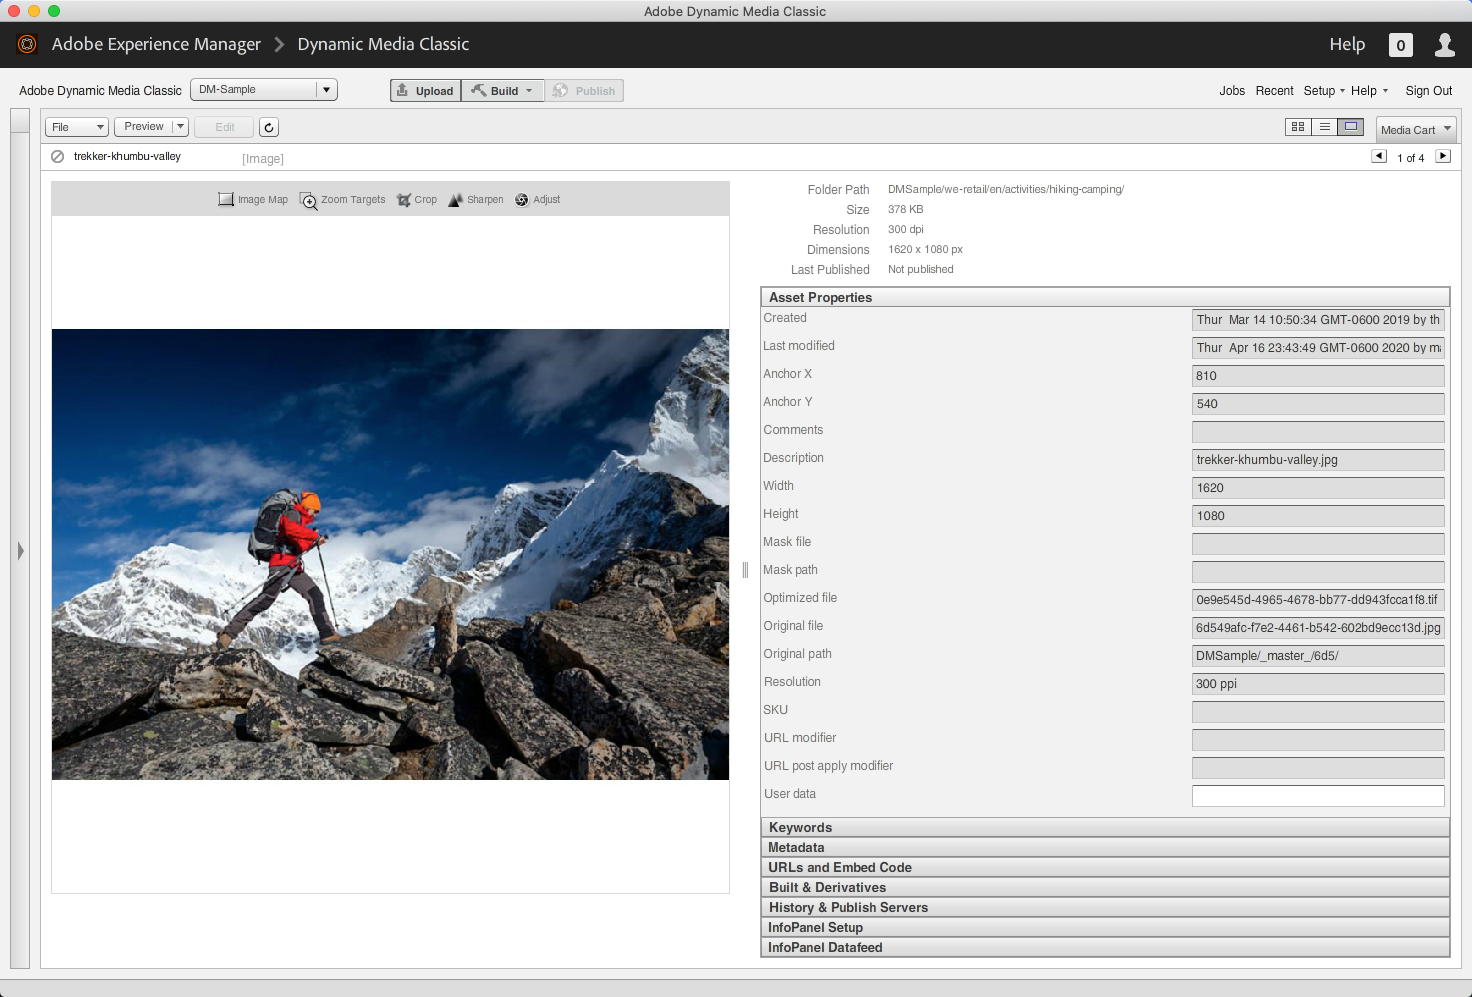 Adobe Dynamic Media Classic
Adobe Experience Manager > Dynamic Media Classic
Help 0
Adobe Dynamic Media Classic DM-Sample Upload Build Publish Jobs Recent Setup Help Sign Out
File Preview Edit Media Cart
trekker-khumbu-valley [Image] 1 of 4
Image Map Zoom Targets Crop Sharpen Adjust
Folder Path DMSample/we-retail/en/activities/hiking-camping/
Size 378 KB
Resolution 300 dpi
Dimensions 1620 x 1080 px
Last Published Not published
Asset Properties
Created Thur Mar 14 10:50:34 GMT-0600 2019 by th
Last modified Thur Apr 16 23:43:49 GMT-0600 2020 by m
Anchor X 810
Anchor Y 540
Comments
Description trekker-khumbu-valley.jpg
Width 1620
Height 1080
Mask file
Mask path
Optimized file 0e9e545d-4965-4678-bb77-dd943fcca1f8.tif
Original file 6d549afc-f7e2-4461-b542-602bd9ecc13d.jpg
Original path DMSample/_master_/6d5/
Resolution 300 ppi
SKU
URL modifier
URL post apply modifier
User data
Keywords
Metadata
URLs and Embed Code
Built & Derivatives
History & Publish Servers
InfoPanel Setup
InfoPanel Datafeed